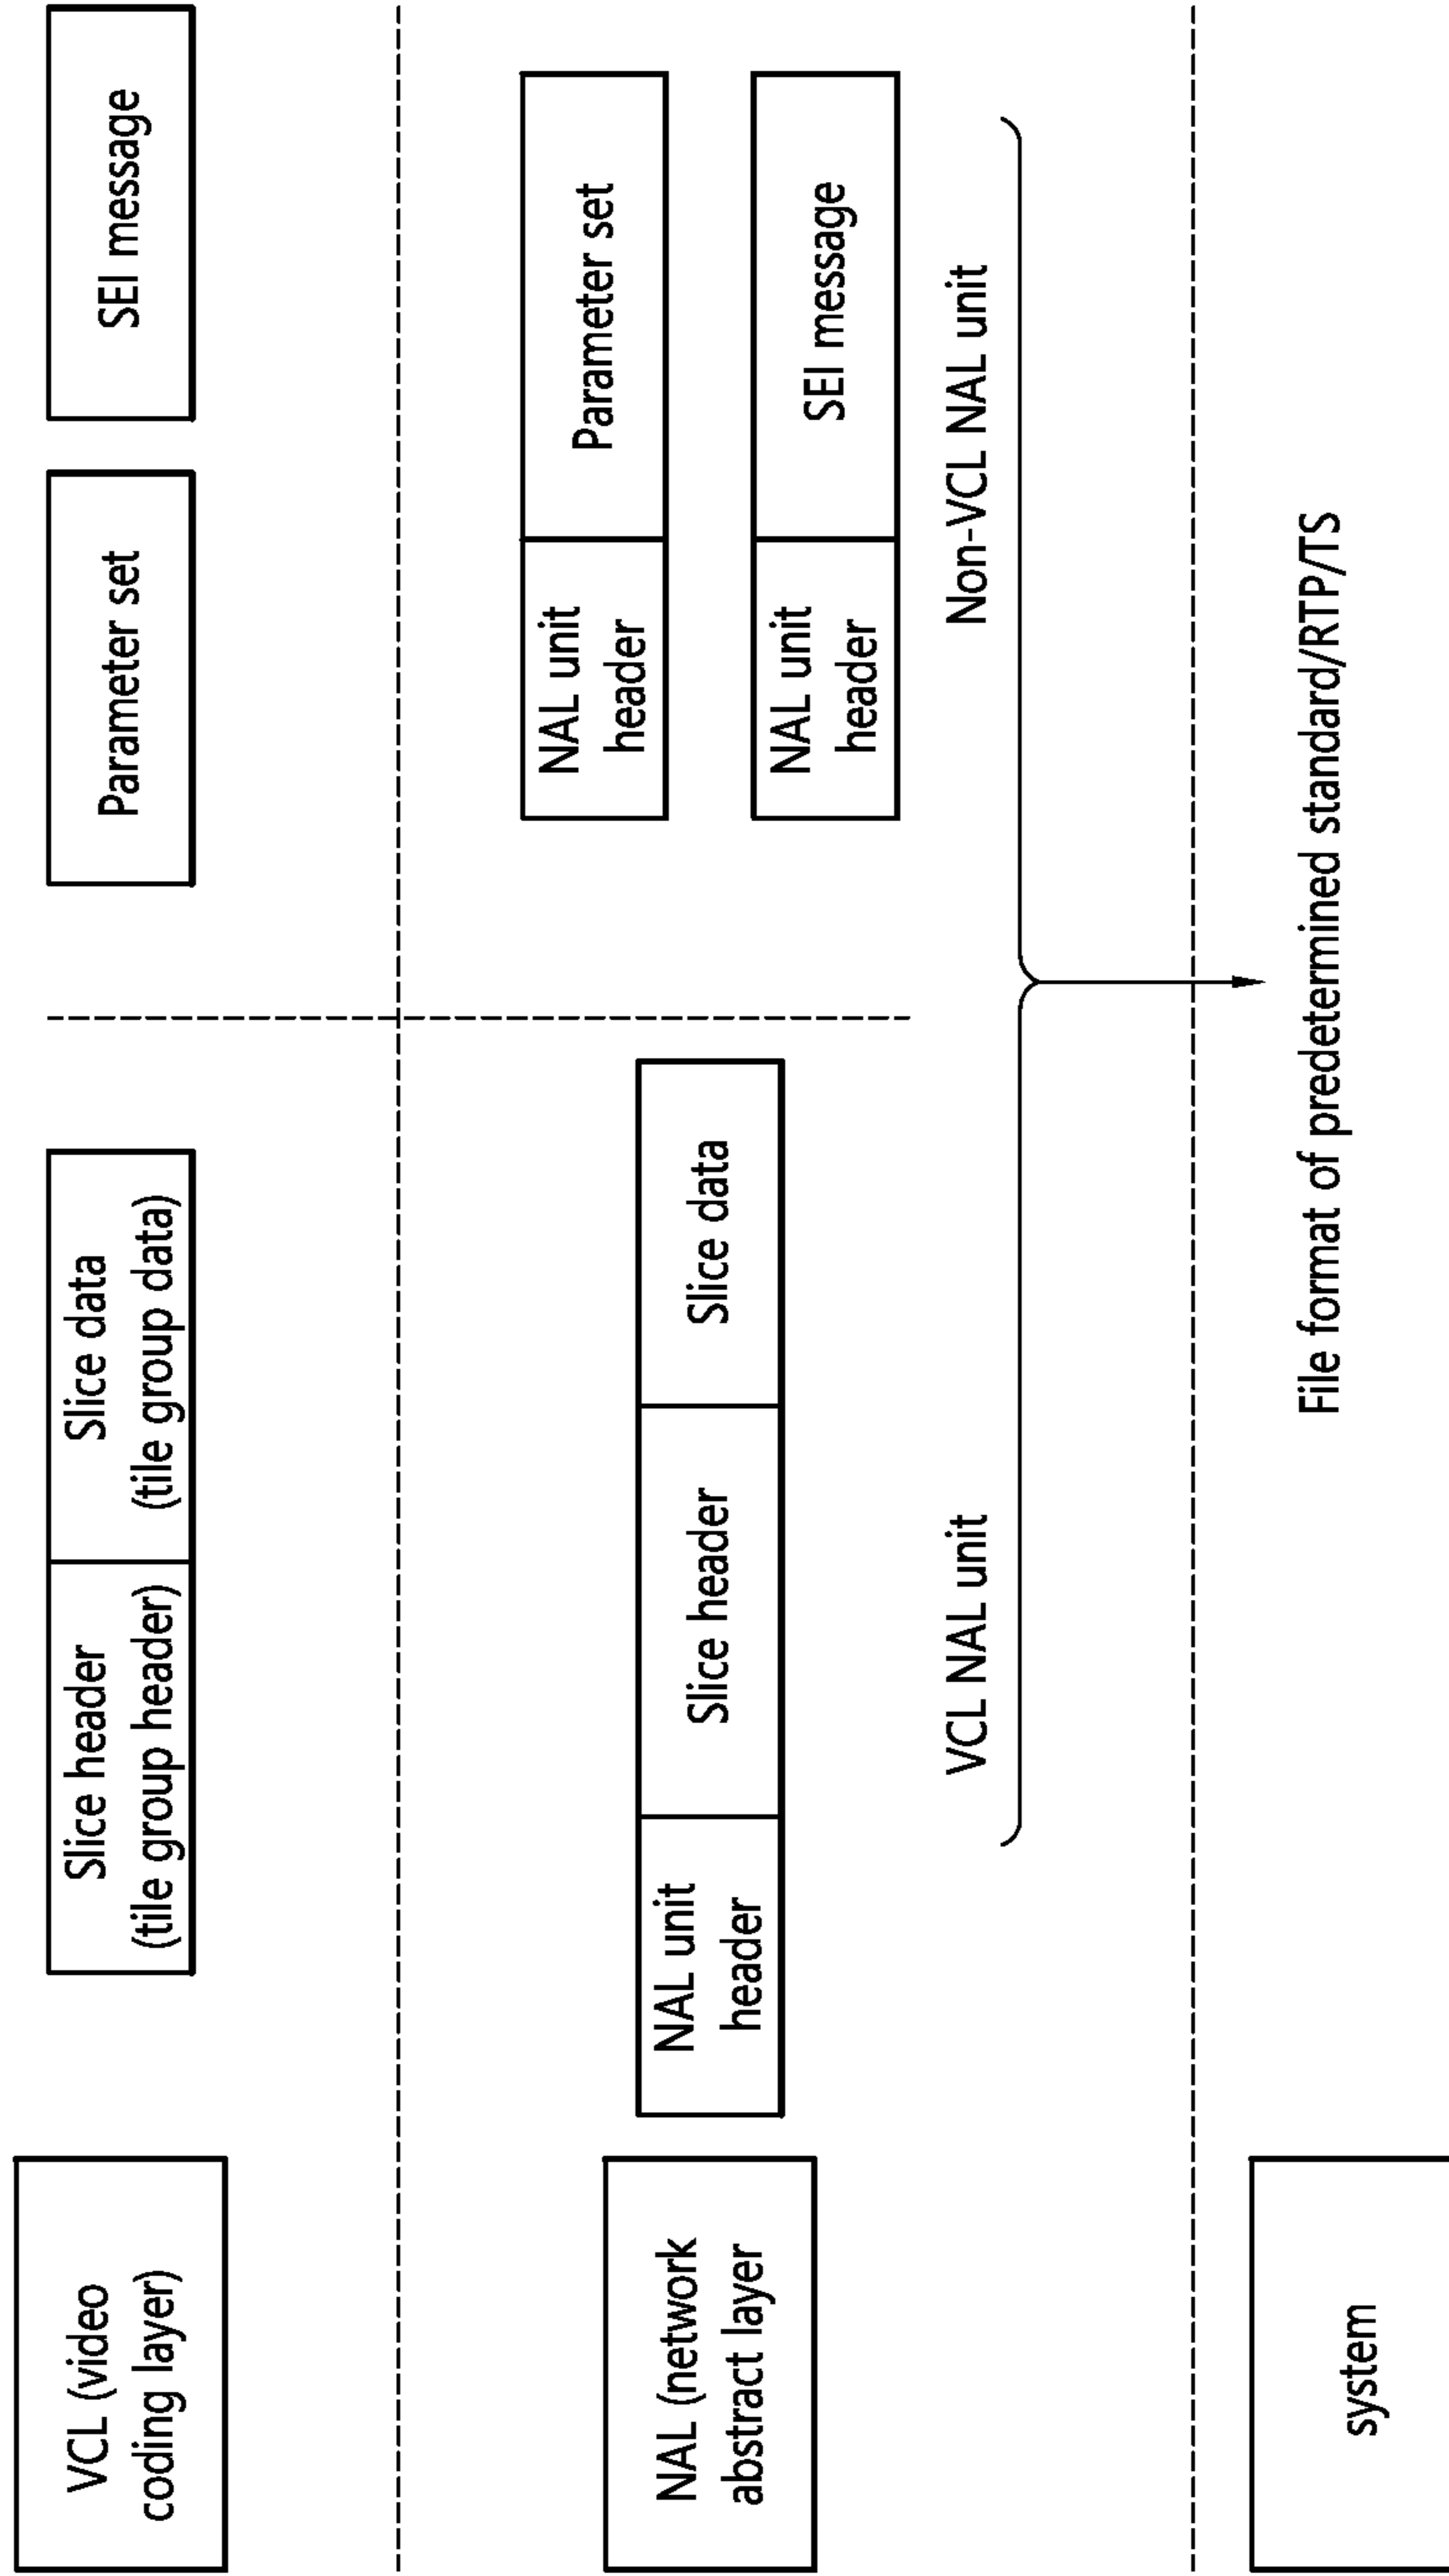 VCL (video
coding layer)
Slice header
(tile group header)
Slice data
(tile group data)
Parameter set
SEI message
NAL (network
abstract layer
NAL unit
header
Slice header
Slice data
NAL unit
header
Parameter set
NAL unit
header
SEI message
VCL NAL unit
Non-VCL NAL unit
system
File format of predetermined standard/RTP/TS